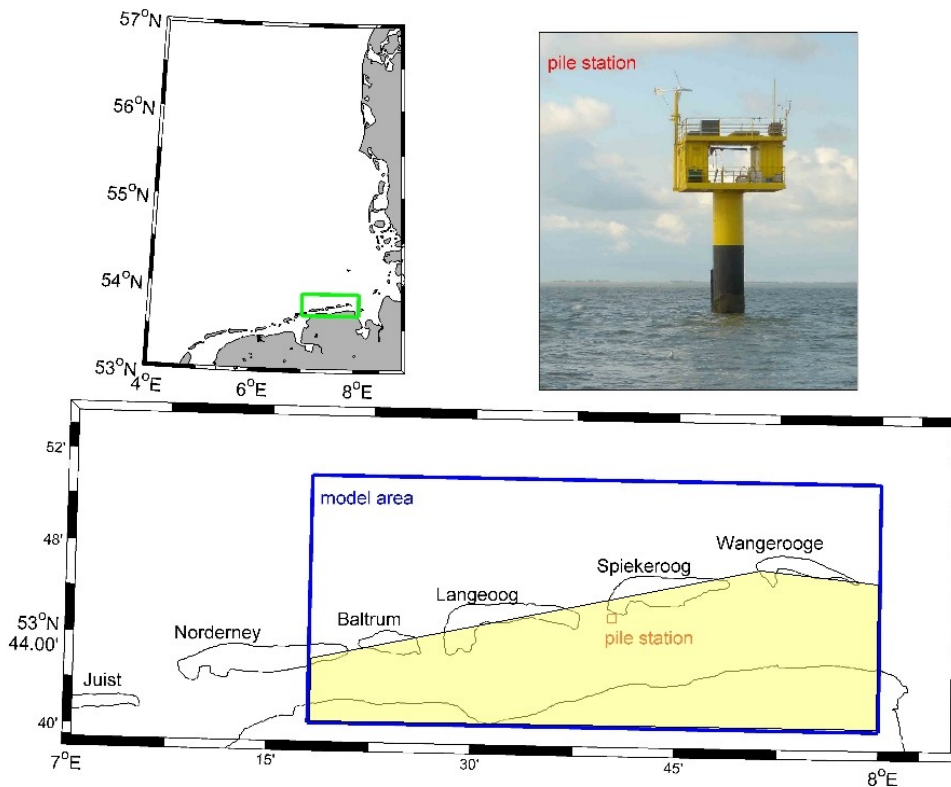 57°N
56°N
55°N
54°N
53°N
4°E
6°E
8°E
pile station
52'
model area
48'
Wangerooge
Spiekeroog
Langeoog
Baltrum
53°N
44.00'
Norderney
pile station
Juist
40'
7°E
15'
30'
45'
8°E